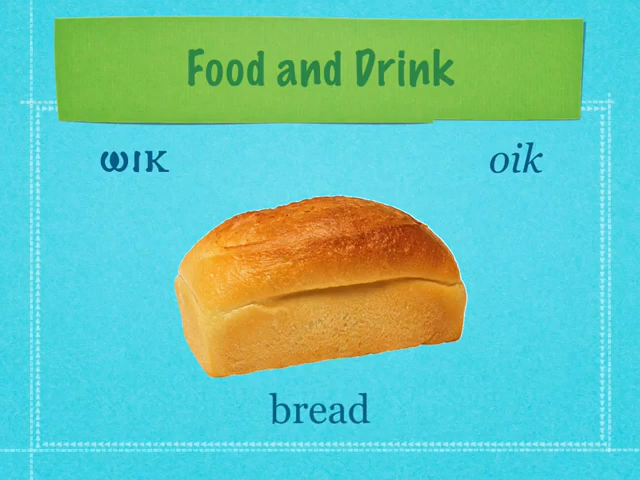 Food and Drink
ⲱⲓⲕ
oik
bread